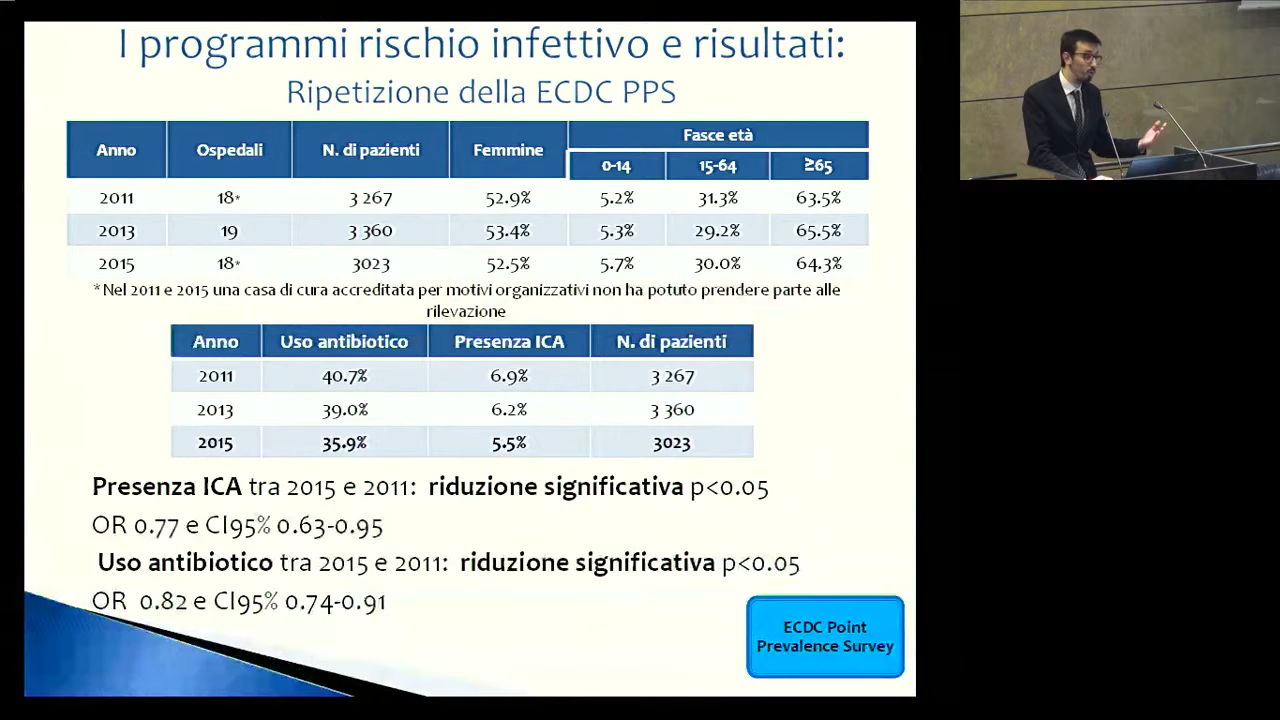 I programmi rischio infettivo e risultati:
Ripetizione della ECDC PPS
Anno Ospedali N. di pazienti Femmine Fasce età
0-14 15-64 ≥65
2011 18* 3 267 52.9% 5.2% 31.3% 63.5%
2013 19 3 360 53.4% 5.3% 29.2% 65.5%
2015 18* 3023 52.5% 5.7% 30.0% 64.3%
* Nel 2011 e 2015 una casa di cura accreditata per motivi organizzativi non ha potuto prendere parte alle
rilevazione
Anno Uso antibiotico Presenza ICA N. di pazienti
2011 40.7% 6.9% 3 267
2013 39.0% 6.2% 3 360
2015 35.9% 5.5% 3023
Presenza ICA tra 2015 e 2011: riduzione significativa p<0.05
OR 0.77 e CI95% 0.63-0.95
Uso antibiotico tra 2015 e 2011: riduzione significativa p<0.05
OR 0.82 e CI95% 0.74-0.91
ECDC Point
Prevalence Survey